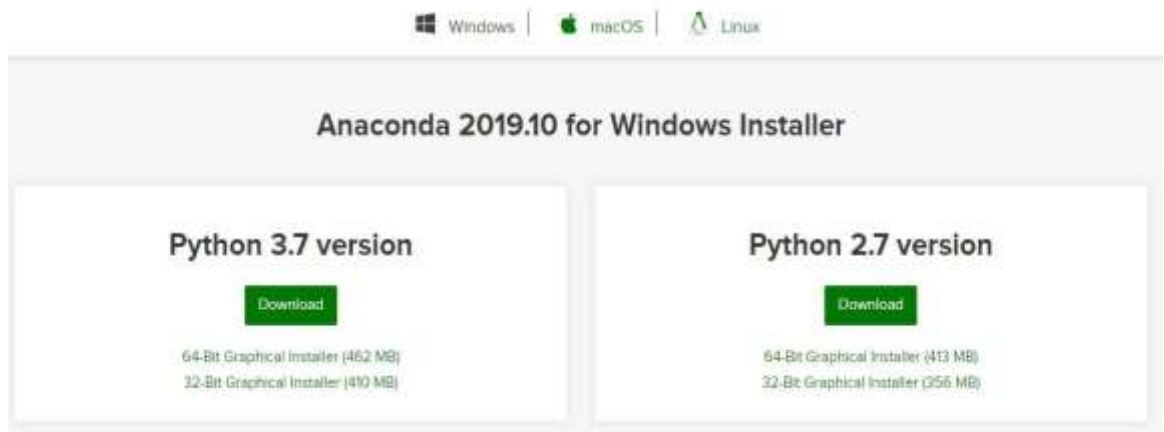 Windows | macOS | Linux
Anaconda 2019.10 for Windows Installer
Python 3.7 version
Download
64-Bit Graphical Installer (462 MB)
32-Bit Graphical Installer (410 MB)
Python 2.7 version
Download
64-Bit Graphical Installer (413 MB)
32-Bit Graphical Installer (356 MB)